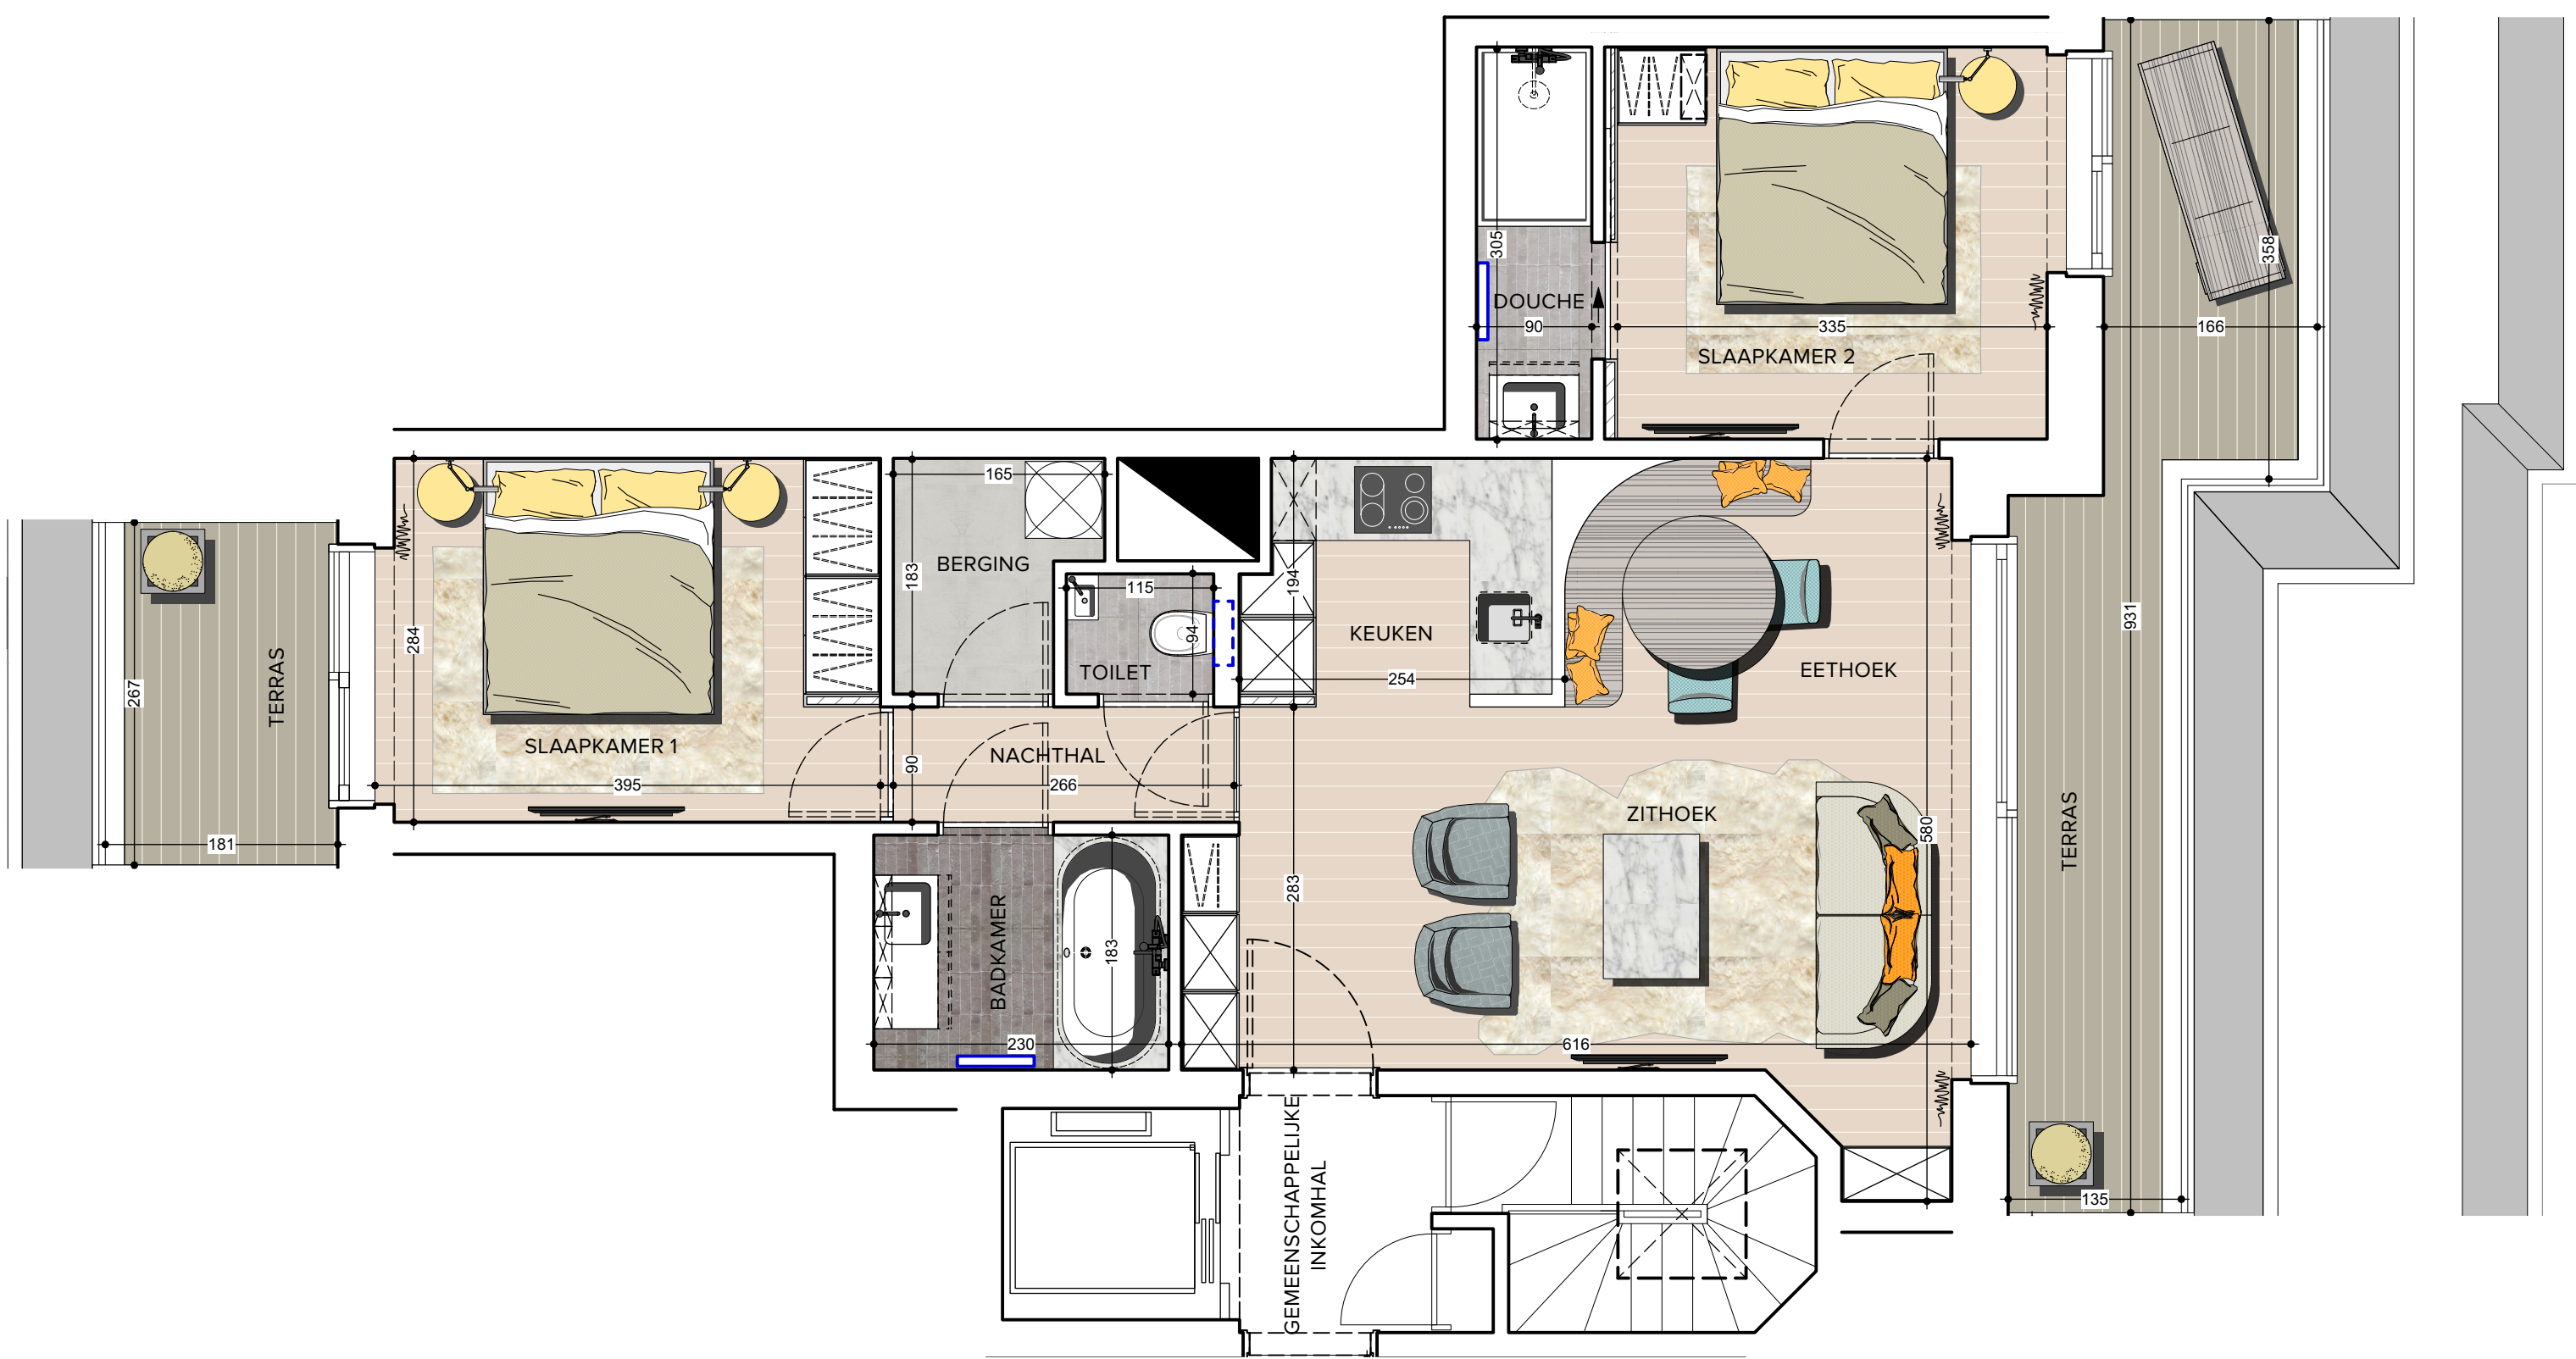 305
DOUCHE
90
335
SLAAPKAMER 2
358
166
931
TERRAS
135
165
BERGING
183
115
TOILET
94
194
KEUKEN
254
EETHOEK
284
SLAAPKAMER 1
395
267
TERRAS
181
90
NACHTHAL
266
ZITHOEK
580
283
616
BADKAMER
183
230
GEMEENSCHAPPELIJKE
INKOMHAL